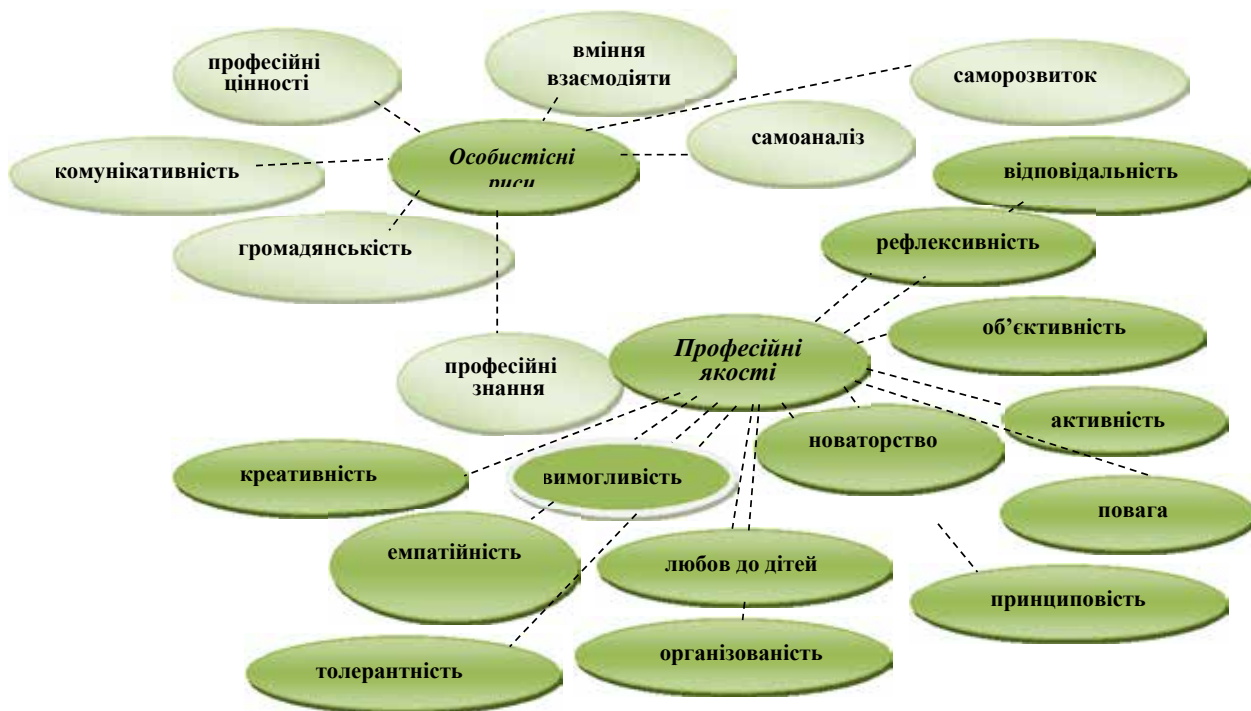 професійні
цінності
вміння
взаємодіяти
саморозвиток
самоаналіз
Особистісні
риси
комунікативність
відповідальність
громадянськість
рефлексивність
об’єктивність
Професійні
якості
професійні
знання
активність
новаторство
креативність
вимогливість
повага
емпатійність
любов до дітей
принциповість
організованість
толерантність